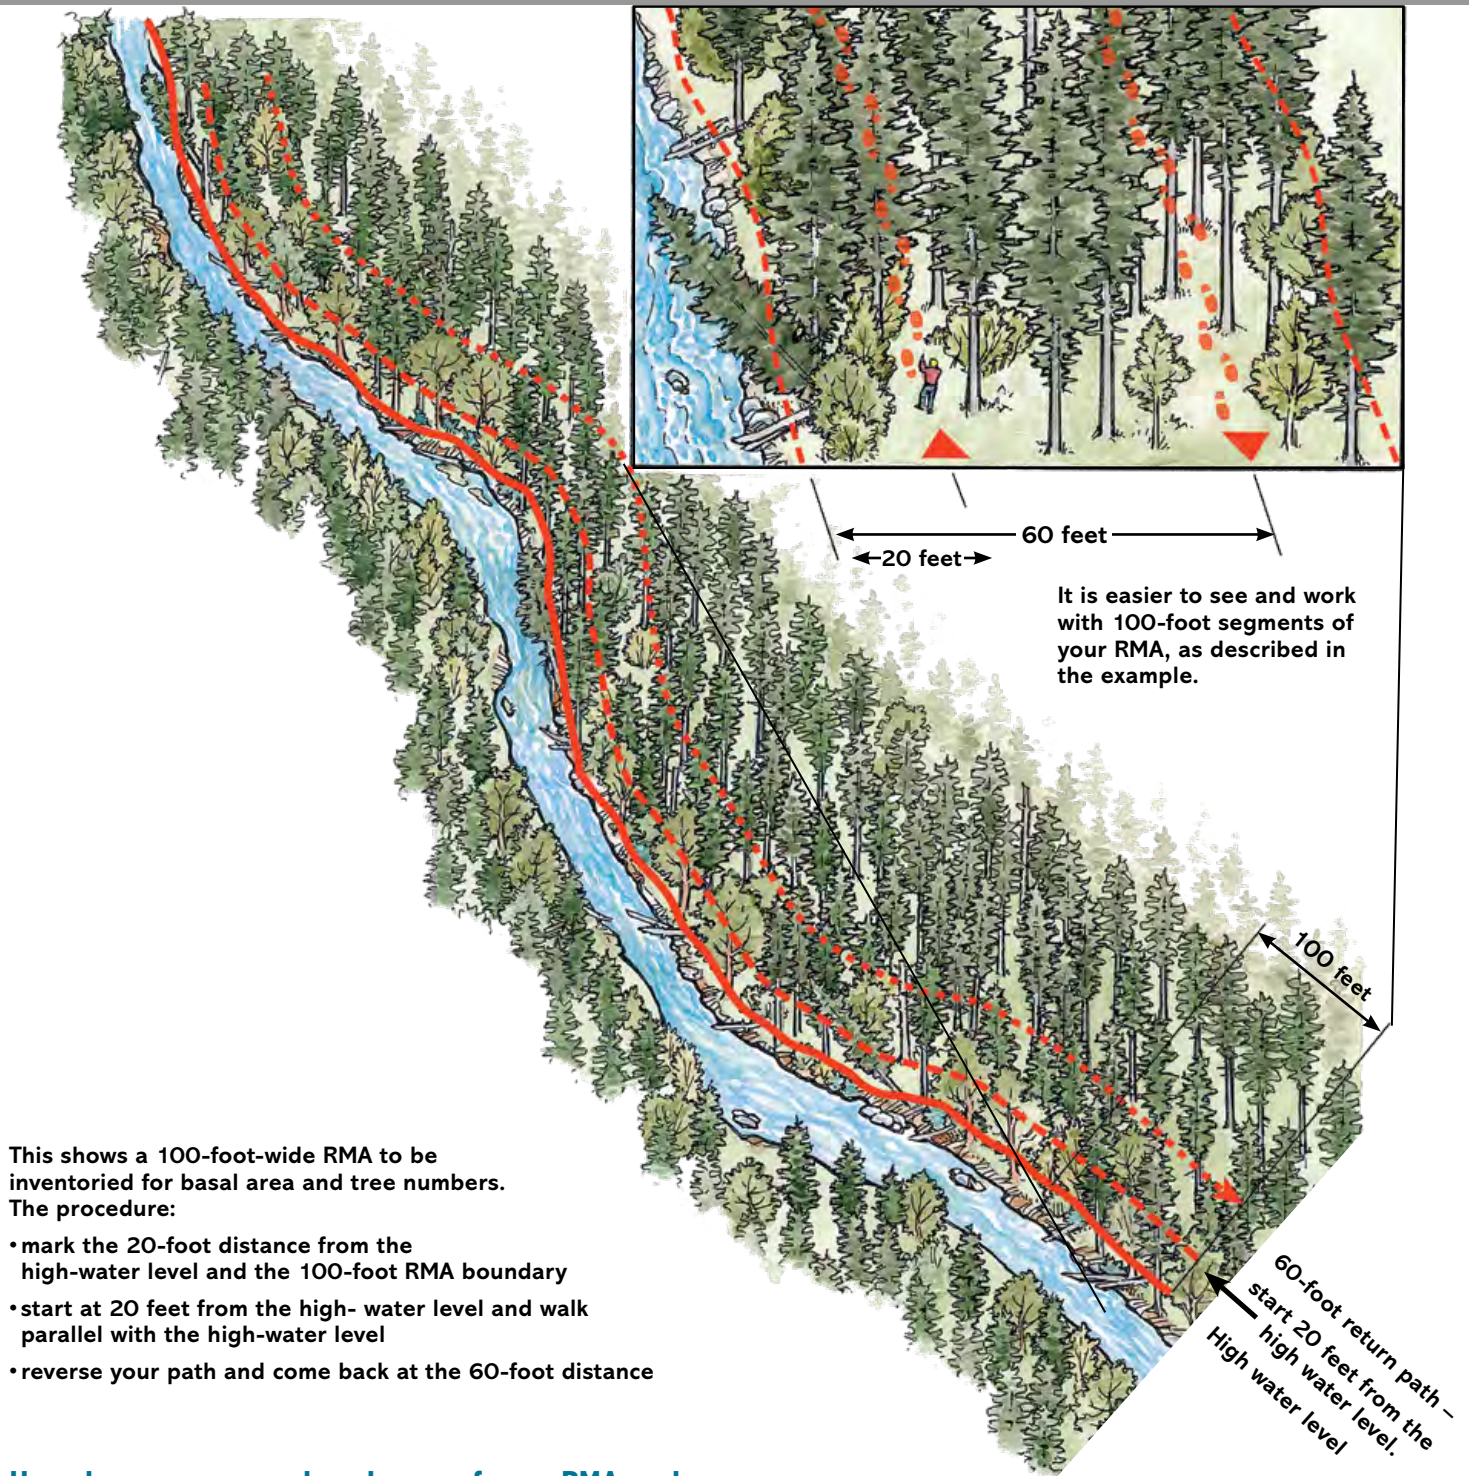 60 feet
20 feet
It is easier to see and work
with 100-foot segments of
your RMA, as described in
the example.
100 feet
This shows a 100-foot-wide RMA to be
inventoried for basal area and tree numbers.
The procedure:
• mark the 20-foot distance from the
high-water level and the 100-foot RMA boundary
• start at 20 feet from the high- water level and walk
parallel with the high-water level
• reverse your path and come back at the 60-foot distance
60-foot return path –
start 20 feet from the
high water level.
High water level